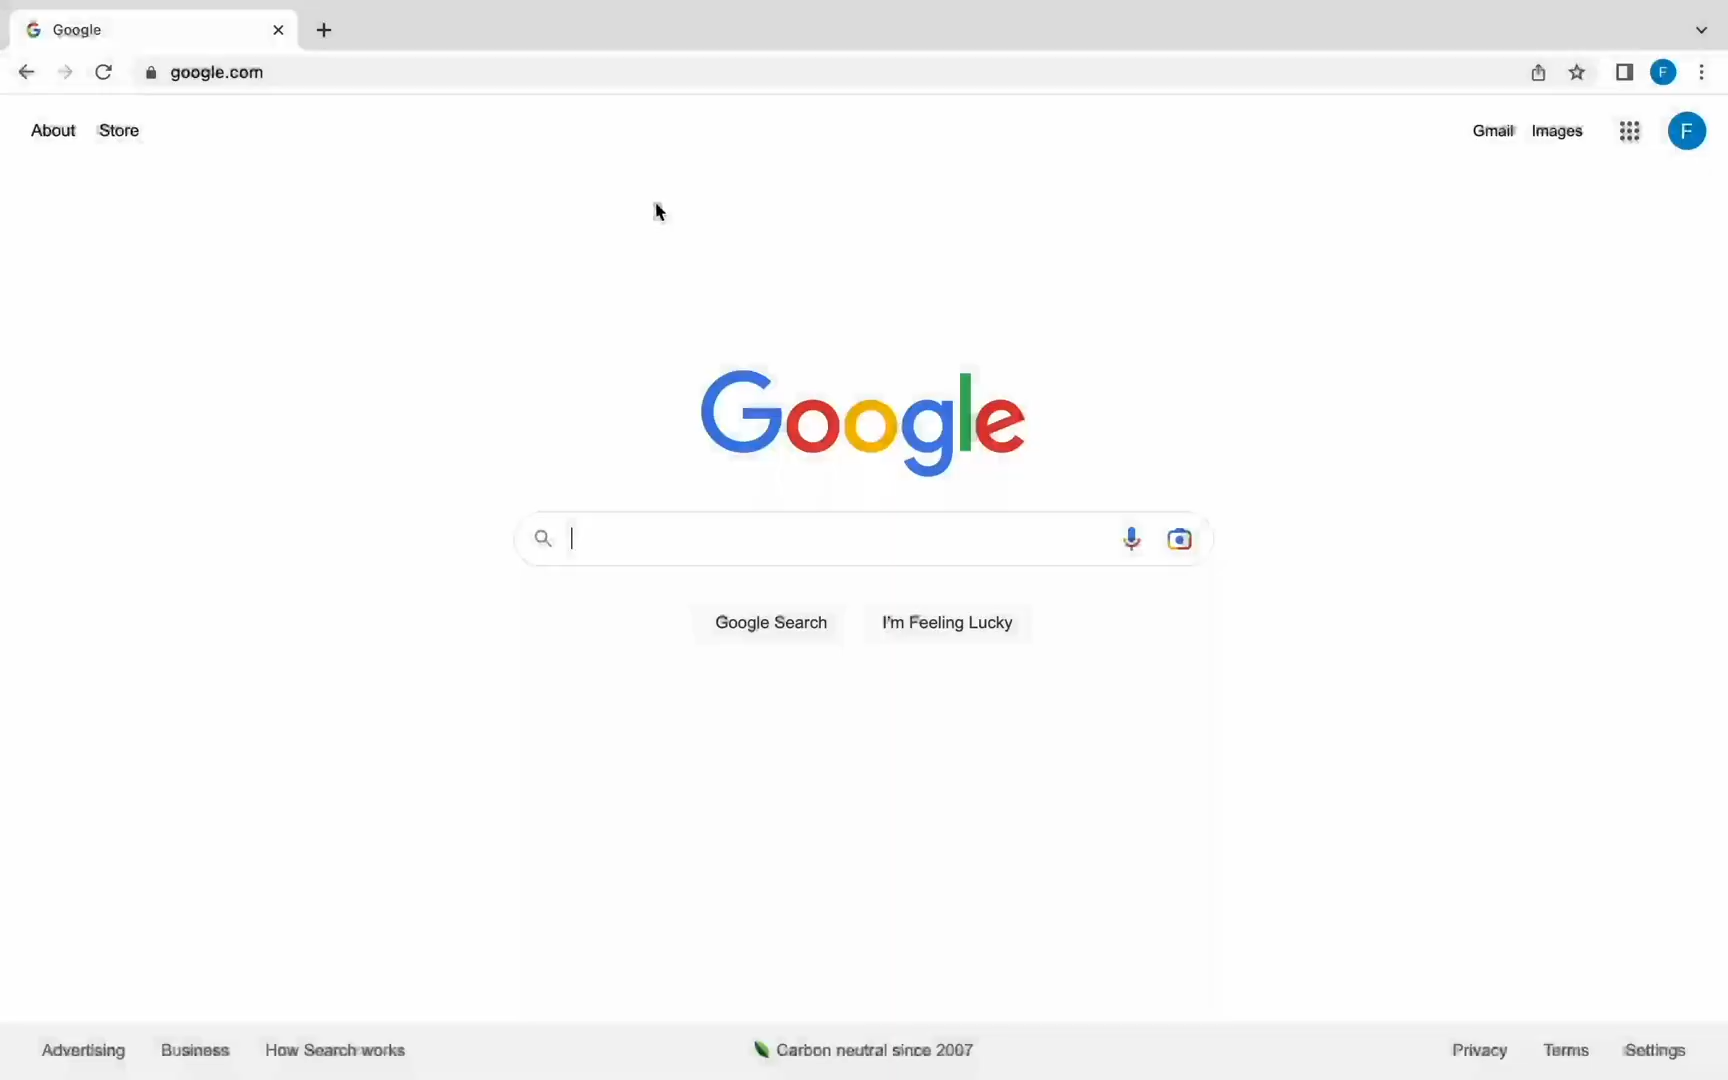 Google
google.com
F
About Store
Gmail Images
F
Google
Google Search I'm Feeling Lucky
Advertising Business How Search works
Carbon neutral since 2007
Privacy Terms Settings